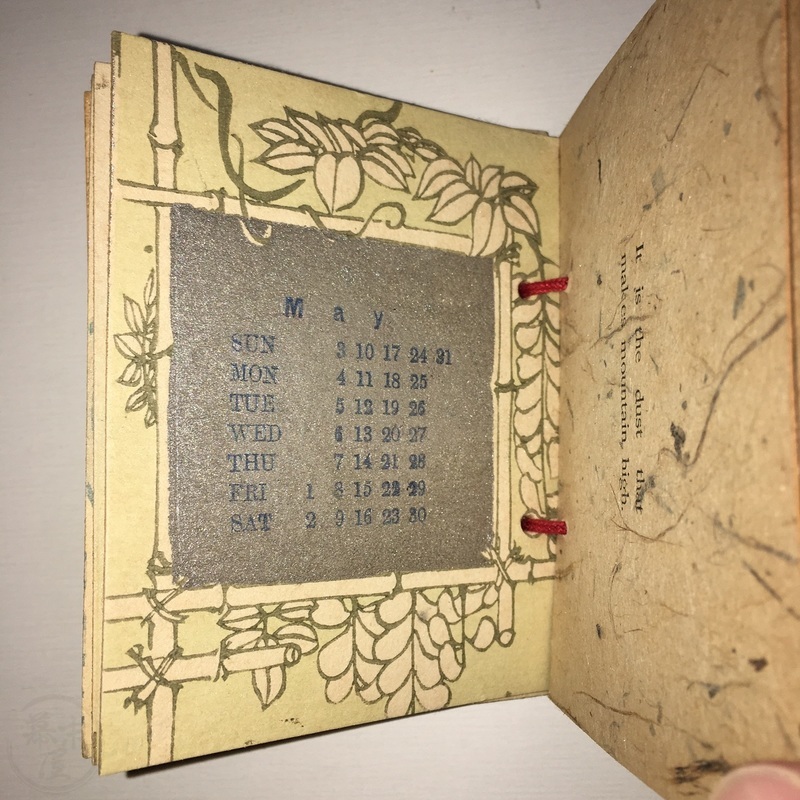 May
SUN 3 10 17 24 31
MON 4 11 18 25
TUE 5 12 19 26
WED 6 13 20 27
THU 7 14 21 28
FRI 1 8 15 22 29
SAT 2 9 16 23 30
It is the dust that
makes mountain high.